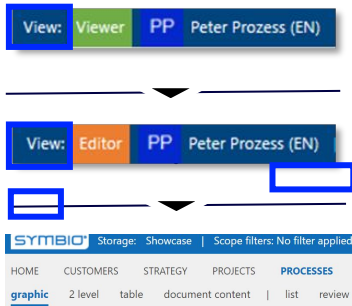 View: Viewer PP Peter Prozess (EN)
View: Editor PP Peter Prozess (EN)
SYMBIO Storage: Showcase | Scope filters: No filter applied
HOME CUSTOMERS STRATEGY PROJECTS PROCESSES
graphic 2 level table document content | list review